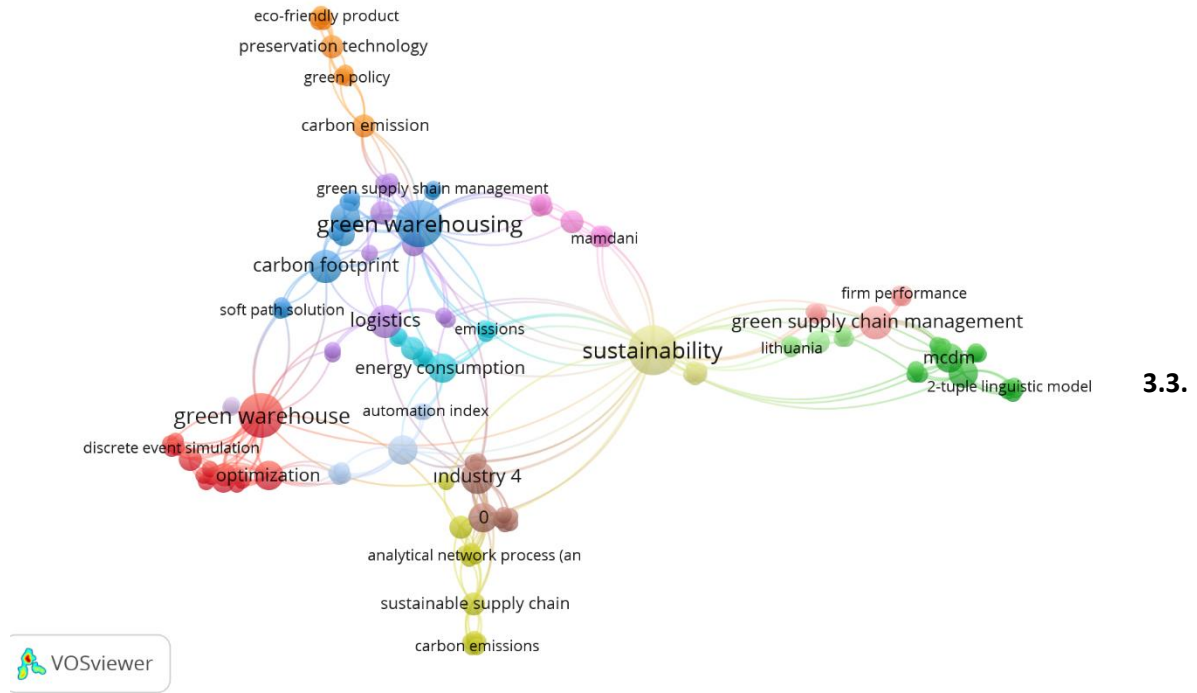 eco-friendly product
preservation technology
green policy
carbon emission
green supply shain management
green warehousing
mamdani
carbon footprint
firm performance
soft path solution
logistics
green supply chain management
emissions
sustainability
lithuania
mcdm
energy consumption
2-tuple linguistic model
3.3.
automation index
green warehouse
discrete event simulation
optimization
ındustry 4
0
analytical network process (an
sustainable supply chain
carbon emissions
VOSviewer